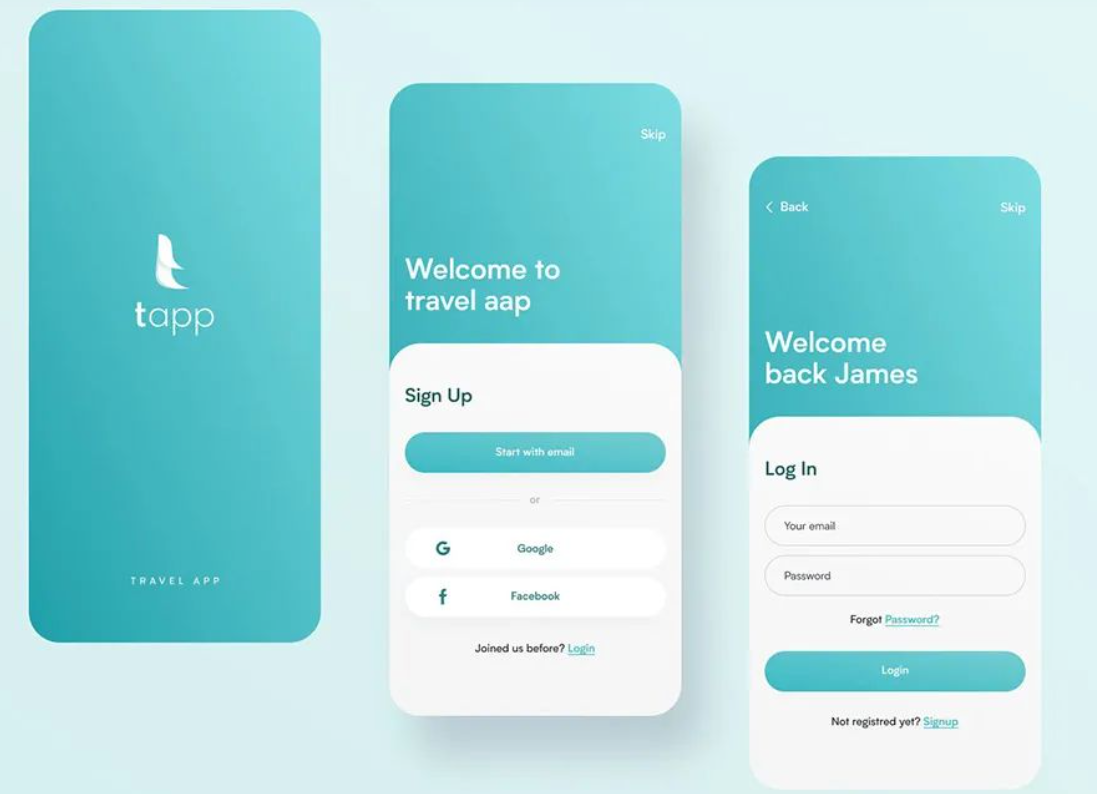 tapp
TRAVEL APP
Skip
Welcome to
travel aap
Sign Up
Start with email
or
Google
Facebook
Joined us before? Login
Back
Skip
Welcome
back James
Log In
Your email
Password
Forgot Password?
Login
Not registred yet? Signup